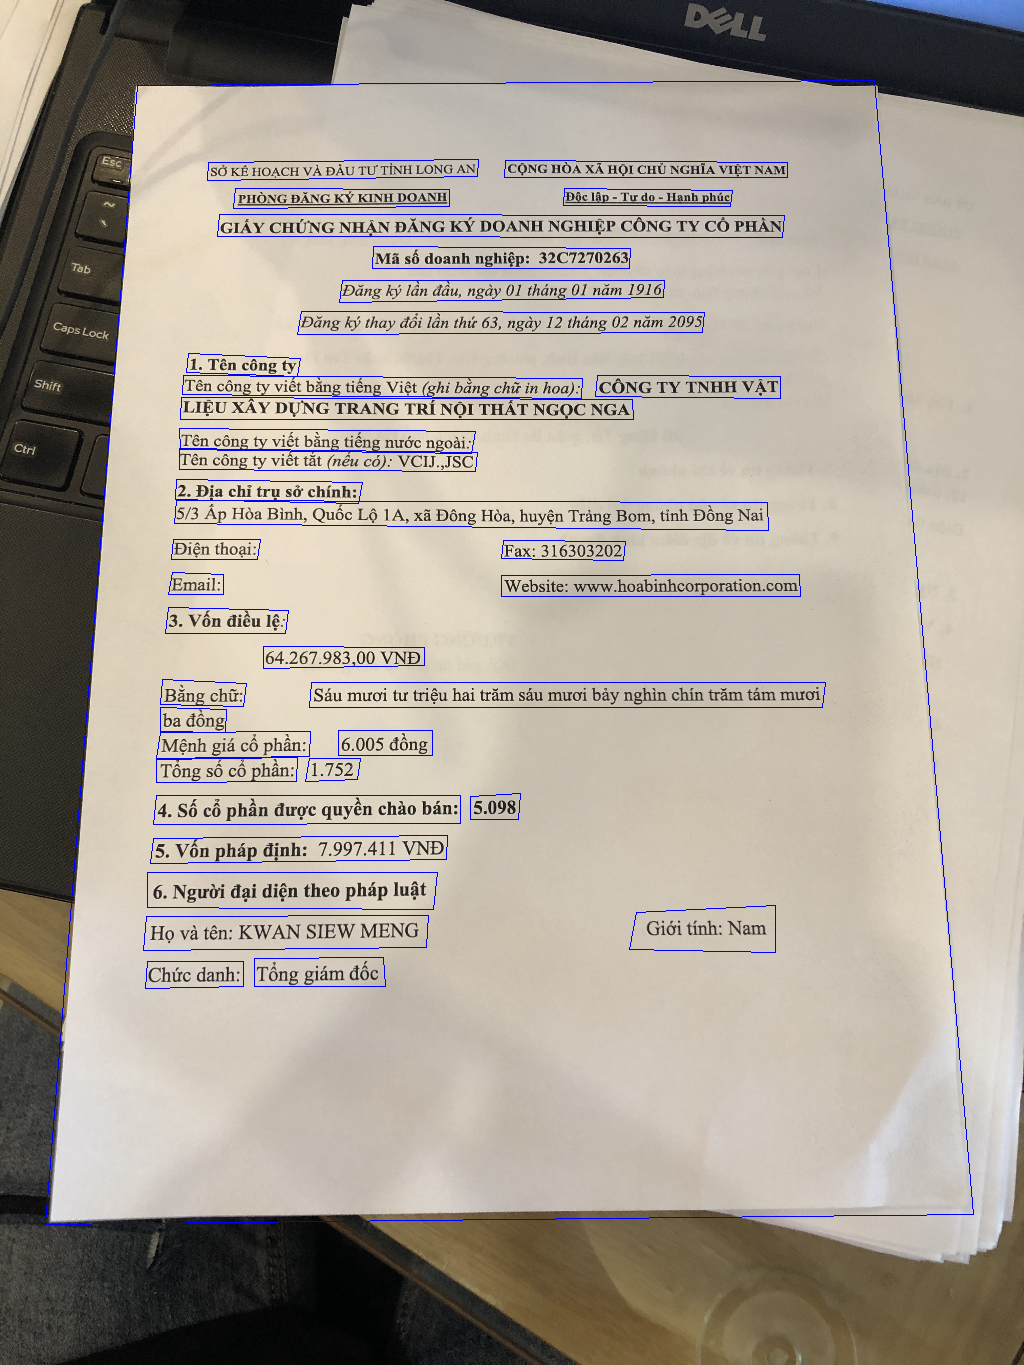 DELL
Esc
~
Tab
Caps Lock
Shift
Ctrl
SỞ KẾ HOẠCH VÀ ĐẦU TƯ TỈNH LONG AN CỘNG HÒA XÃ HỘI CHỦ NGHĨA VIỆT NAM
PHÒNG ĐĂNG KÝ KINH DOANH Độc lập - Tự do - Hạnh phúc
GIẤY CHỨNG NHẬN ĐĂNG KÝ DOANH NGHIỆP CÔNG TY CỔ PHẦN
Mã số doanh nghiệp: 32C7270263
Đăng ký lần đầu, ngày 01 tháng 01 năm 1916
Đăng ký thay đổi lần thứ 63, ngày 12 tháng 02 năm 2095
1. Tên công ty
Tên công ty viết bằng tiếng Việt (ghi bằng chữ in hoa): CÔNG TY TNHH VẬT
LIỆU XÂY DỰNG TRANG TRÍ NỘI THẤT NGỌC NGA
Tên công ty viết bằng tiếng nước ngoài:
Tên công ty viết tắt (nếu có): VCIJ.,JSC
2. Địa chỉ trụ sở chính:
5/3 Ấp Hòa Bình, Quốc Lộ 1A, xã Đông Hòa, huyện Trảng Bom, tỉnh Đồng Nai
Điện thoại: Fax: 316303202
Email: Website: www.hoabinhcorporation.com
3. Vốn điều lệ:
64.267.983,00 VNĐ
Bằng chữ: Sáu mươi tư triệu hai trăm sáu mươi bảy nghìn chín trăm tám mươi
ba đồng
Mệnh giá cổ phần: 6.005 đồng
Tổng số cổ phần: 1.752
4. Số cổ phần được quyền chào bán: 5.098
5. Vốn pháp định: 7.997.411 VNĐ
6. Người đại diện theo pháp luật
Họ và tên: KWAN SIEW MENG Giới tính: Nam
Chức danh: Tổng giám đốc